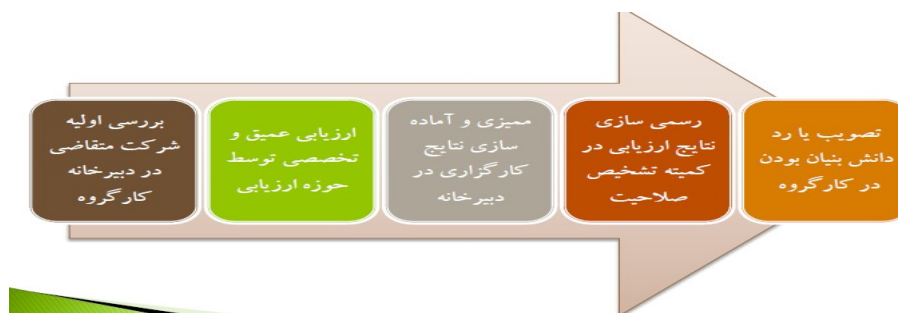 بررسی اولیه
شرکت متقاضی
در دبیرخانه
کارگروه
ارزیابی عمیق و
تخصصی توسط
حوزه ارزیابی
ممیزی و آماده
سازی نتایج
کارگزاری در
دبیرخانه
رسمی سازی
نتایج ارزیابی در
کمیته تشخیص
صلاحیت
تصویب یا رد
دانش بنیان بودن
در کارگروه